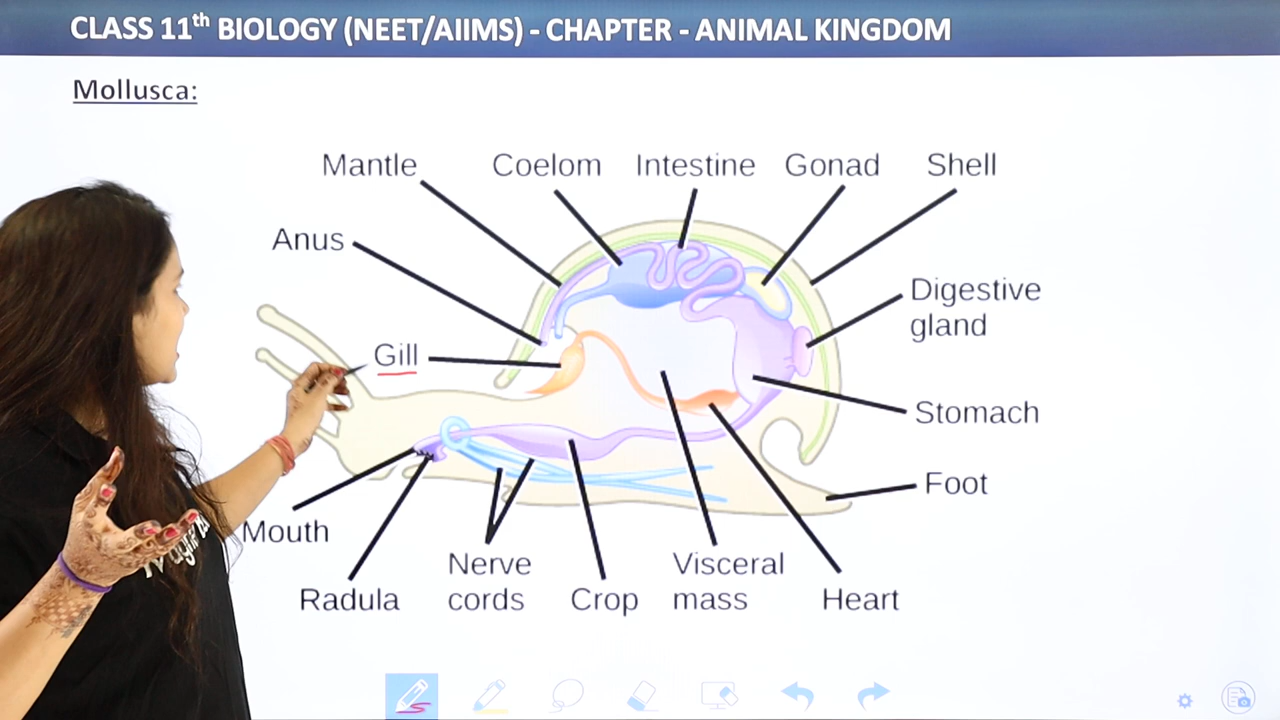 CLASS 11th BIOLOGY (NEET/AIIMS) - CHAPTER - ANIMAL KINGDOM
Mollusca:
Mantle
Coelom
Intestine
Gonad
Shell
Anus
Digestive
gland
Gill
Stomach
Foot
Mouth
Nerve
cords
Visceral
mass
Radula
Crop
Heart